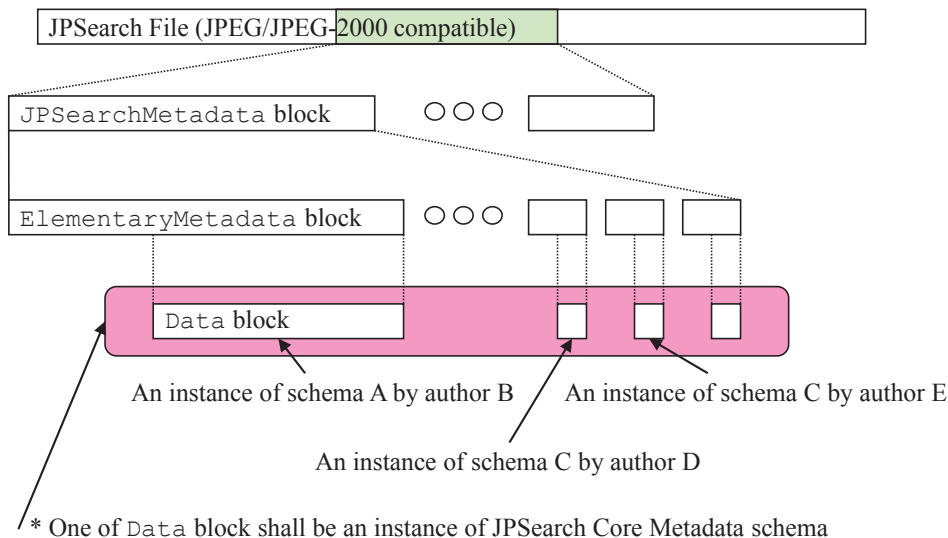 JPSearch File (JPEG/JPEG-2000 compatible)
JPSearchMetadata block
ElementaryMetadata block
Data block
An instance of schema A by author B
An instance of schema C by author E
An instance of schema C by author D
* One of Data block shall be an instance of JPSearch Core Metadata schema